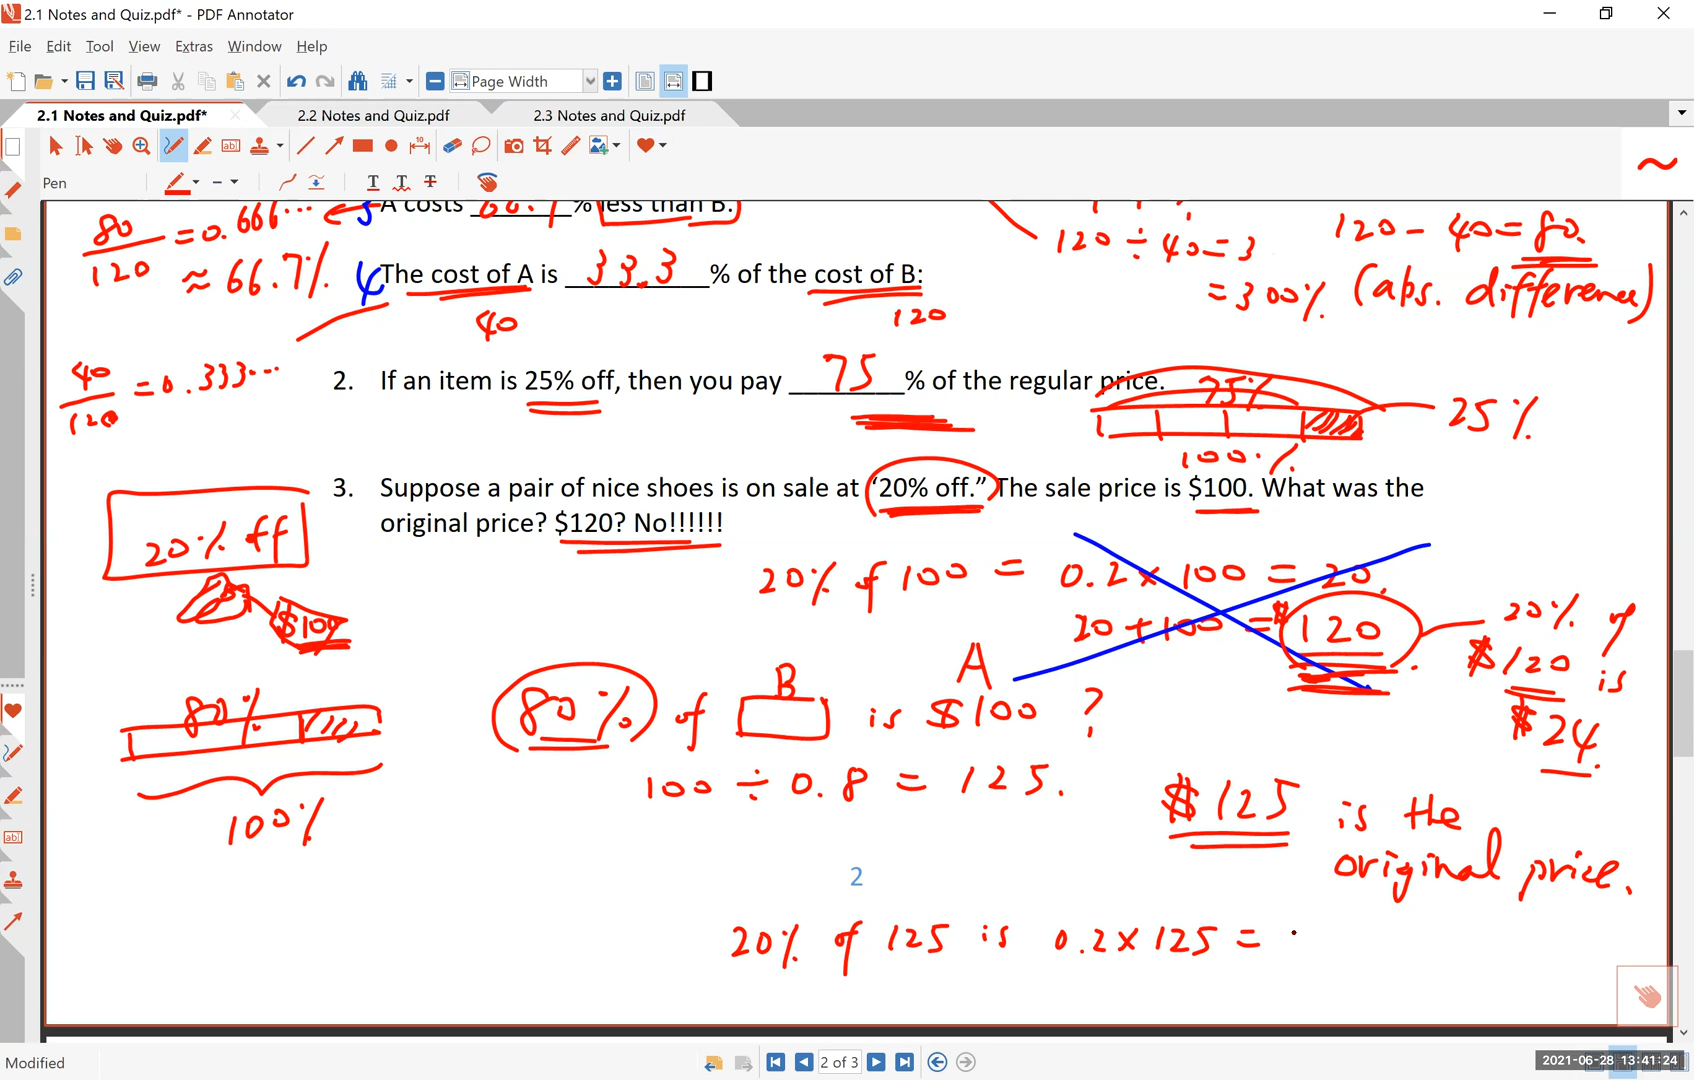 2.1 Notes and Quiz.pdf* - PDF Annotator
File Edit Tool View Extras Window Help
Page Width
2.1 Notes and Quiz.pdf* 2.2 Notes and Quiz.pdf 2.3 Notes and Quiz.pdf
Pen
A costs 66.7% less than B.
80/120 = 0.666... ≈ 66.7%
120 ÷ 40 = 3 = 300%
120 - 40 = 80.
(abs. difference)
4 The cost of A is 33.3% of the cost of B:
40 120
40/120 = 0.333...
2. If an item is 25% off, then you pay 75% of the regular price.
75%
25%
100%
3. Suppose a pair of nice shoes is on sale at “20% off.” The sale price is $100. What was the
original price? $120? No!!!!!!
20% off
$100
20% of 100 = 0.2 × 100 = 20.
20 + 100 = $120
20% of
$120 is
$24.
80%
100%
B A
80% of is $100 ?
100 ÷ 0.8 = 125.
$125 is the
original price.
2
20% of 125 is 0.2 × 125 =
Modified
2 of 3
2021-06-28 13:41:24